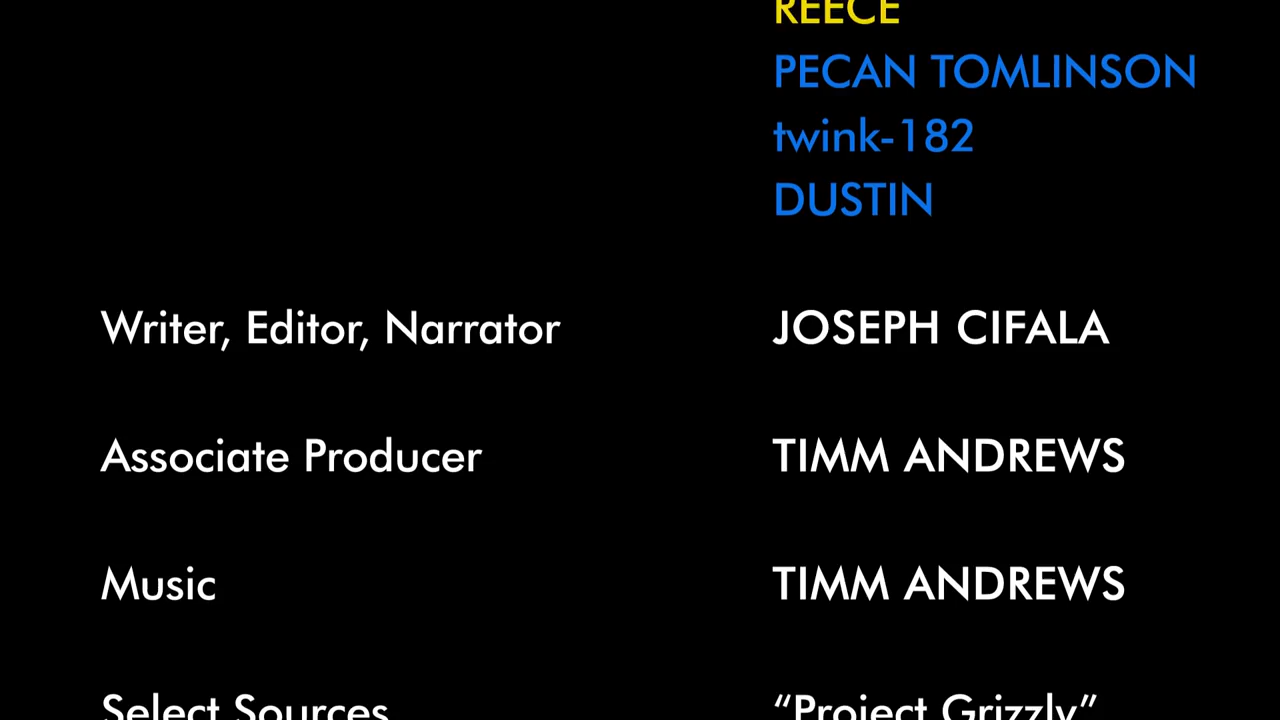 REECE
PECAN TOMLINSON
twink-182
DUSTIN
Writer, Editor, Narrator JOSEPH CIFALA
Associate Producer TIMM ANDREWS
Music TIMM ANDREWS
Select Sources “Project Grizzly”